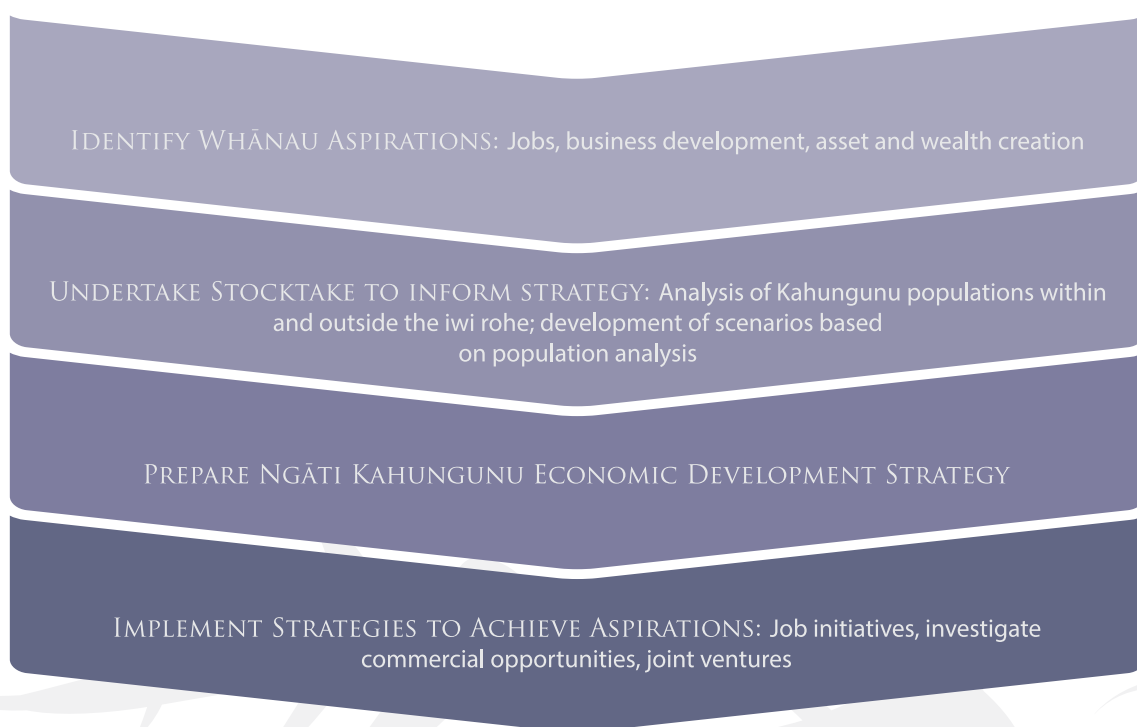 Identify Whānau Aspirations: Jobs, business development, asset and wealth creation
Undertake Stocktake to inform strategy: Analysis of Kahungunu populations within
and outside the iwi rohe; development of scenarios based
on population analysis
Prepare Ngāti Kahungunu Economic Development Strategy
Implement Strategies to Achieve Aspirations: Job initiatives, investigate
commercial opportunities, joint ventures